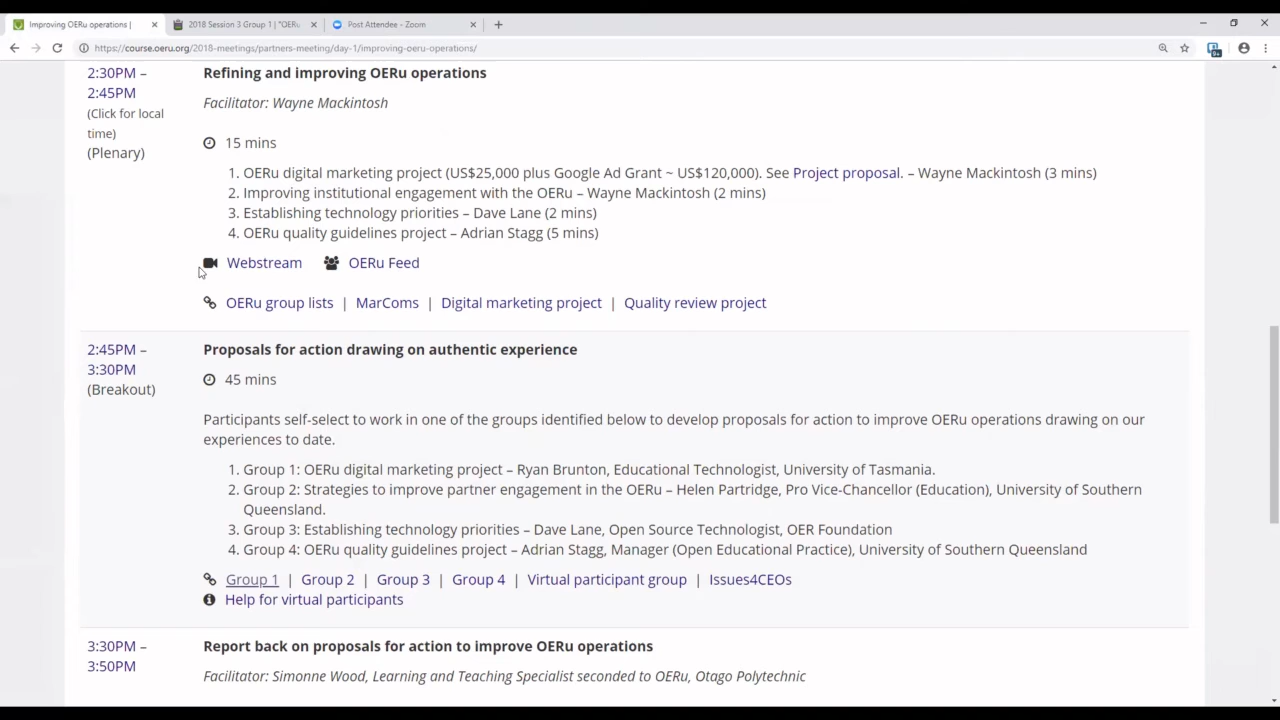 Improving OERu operations |
2018 Session 3 Group 1 | "OERu
Post Attendee - Zoom
https://course.oeru.org/2018-meetings/partners-meeting/day-1/improving-oeru-operations/
2:30PM –
2:45PM
(Click for local
time)
(Plenary)
Refining and improving OERu operations
Facilitator: Wayne Mackintosh
15 mins
1. OERu digital marketing project (US$25,000 plus Google Ad Grant ~ US$120,000). See Project proposal. – Wayne Mackintosh (3 mins)
2. Improving institutional engagement with the OERu – Wayne Mackintosh (2 mins)
3. Establishing technology priorities – Dave Lane (2 mins)
4. OERu quality guidelines project – Adrian Stagg (5 mins)
Webstream OERu Feed
OERu group lists | MarComs | Digital marketing project | Quality review project
2:45PM –
3:30PM
(Breakout)
Proposals for action drawing on authentic experience
45 mins
Participants self-select to work in one of the groups identified below to develop proposals for action to improve OERu operations drawing on our
experiences to date.
1. Group 1: OERu digital marketing project – Ryan Brunton, Educational Technologist, University of Tasmania.
2. Group 2: Strategies to improve partner engagement in the OERu – Helen Partridge, Pro Vice-Chancellor (Education), University of Southern
Queensland.
3. Group 3: Establishing technology priorities – Dave Lane, Open Source Technologist, OER Foundation
4. Group 4: OERu quality guidelines project – Adrian Stagg, Manager (Open Educational Practice), University of Southern Queensland
Group 1 | Group 2 | Group 3 | Group 4 | Virtual participant group | Issues4CEOs
Help for virtual participants
3:30PM –
3:50PM
Report back on proposals for action to improve OERu operations
Facilitator: Simonne Wood, Learning and Teaching Specialist seconded to OERu, Otago Polytechnic